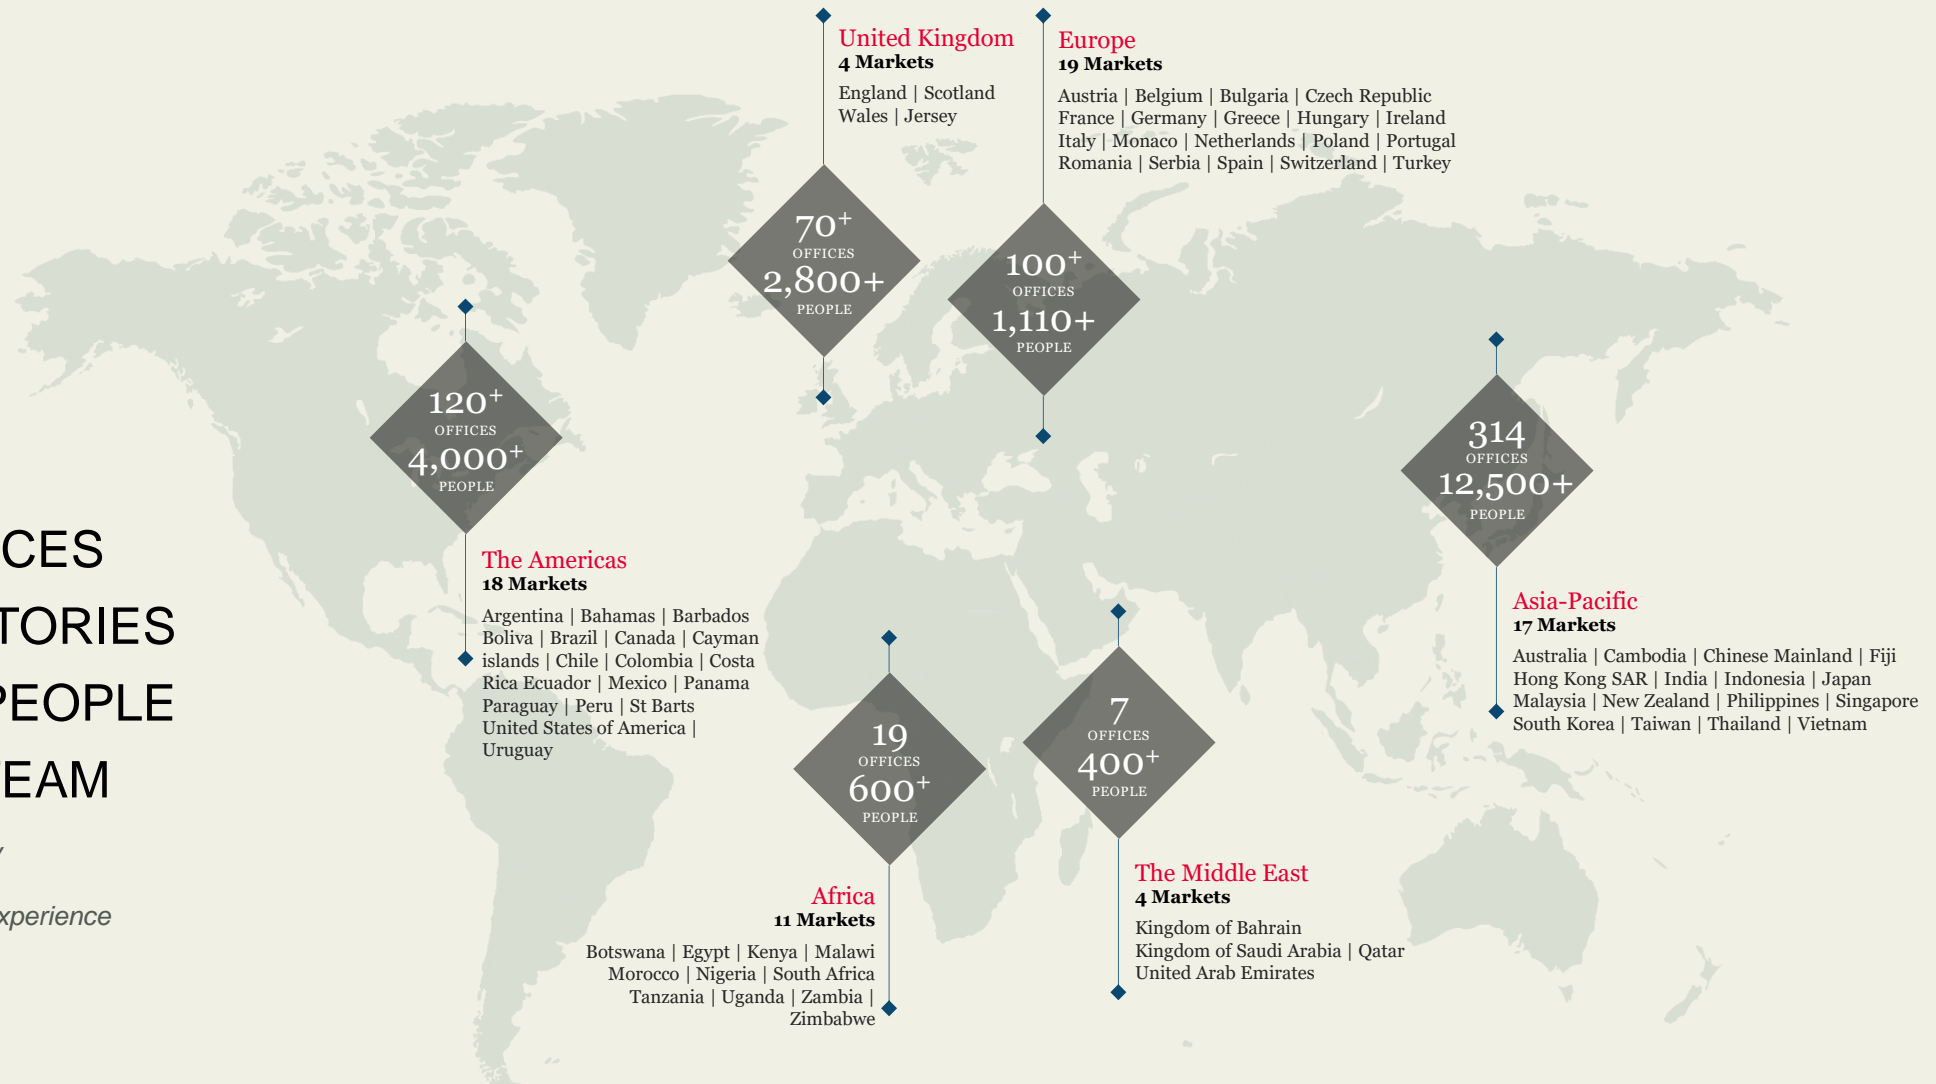 United Kingdom
4 Markets
England | Scotland
Wales | Jersey
70+
OFFICES
2,800+
PEOPLE
Europe
19 Markets
Austria | Belgium | Bulgaria | Czech Republic
France | Germany | Greece | Hungary | Ireland
Italy | Monaco | Netherlands | Poland | Portugal
Romania | Serbia | Spain | Switzerland | Turkey
100+
OFFICES
1,110+
PEOPLE
120+
OFFICES
4,000+
PEOPLE
The Americas
18 Markets
Argentina | Bahamas | Barbados
Boliva | Brazil | Canada | Cayman
islands | Chile | Colombia | Costa
Rica Ecuador | Mexico | Panama
Paraguay | Peru | St Barts
United States of America |
Uruguay
314
OFFICES
12,500+
PEOPLE
Asia-Pacific
17 Markets
Australia | Cambodia | Chinese Mainland | Fiji
Hong Kong SAR | India | Indonesia | Japan
Malaysia | New Zealand | Philippines | Singapore
South Korea | Taiwan | Thailand | Vietnam
19
OFFICES
600+
PEOPLE
Africa
11 Markets
Botswana | Egypt | Kenya | Malawi
Morocco | Nigeria | South Africa
Tanzania | Uganda | Zambia |
Zimbabwe
7
OFFICES
400+
PEOPLE
The Middle East
4 Markets
Kingdom of Bahrain
Kingdom of Saudi Arabia | Qatar
United Arab Emirates
CES
TORIES
PEOPLE
EAM
xperience